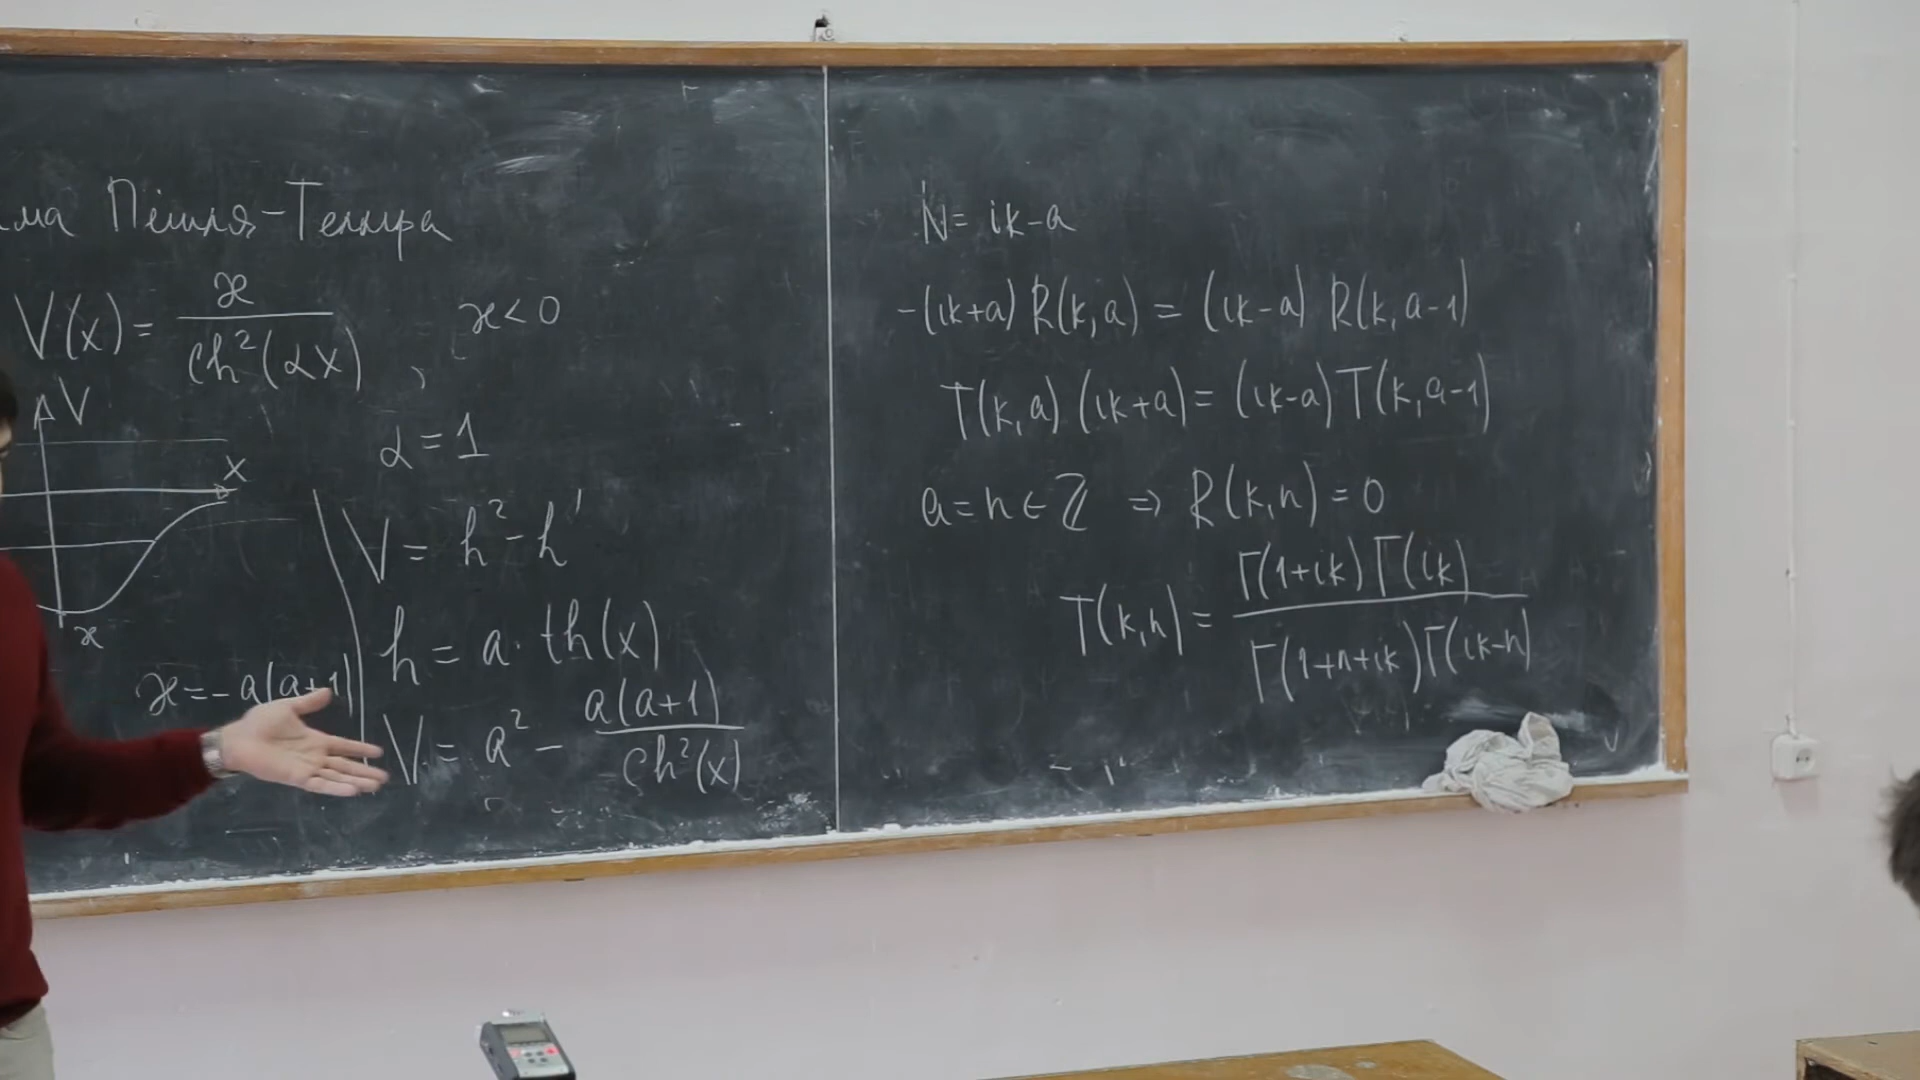 Пёшля-Теллера
V(x) = æ / ch²(αx) , æ<0
V
x
æ
α = 1
V = h² - h'
h = a · th(x)
æ = - a(a+1)
V = a² - a(a+1) / ch²(x)
N = ik-a
-(ik+a) R(k,a) = (ik-a) R(k,a-1)
T(k,a) (ik+a) = (ik-a) T(k,a-1)
a = n ∈ ℤ ⇒ R(k,n) = 0
T(k,n) = Γ(1+ik)Γ(ik) / Γ(1+n+ik)Γ(ik-n)